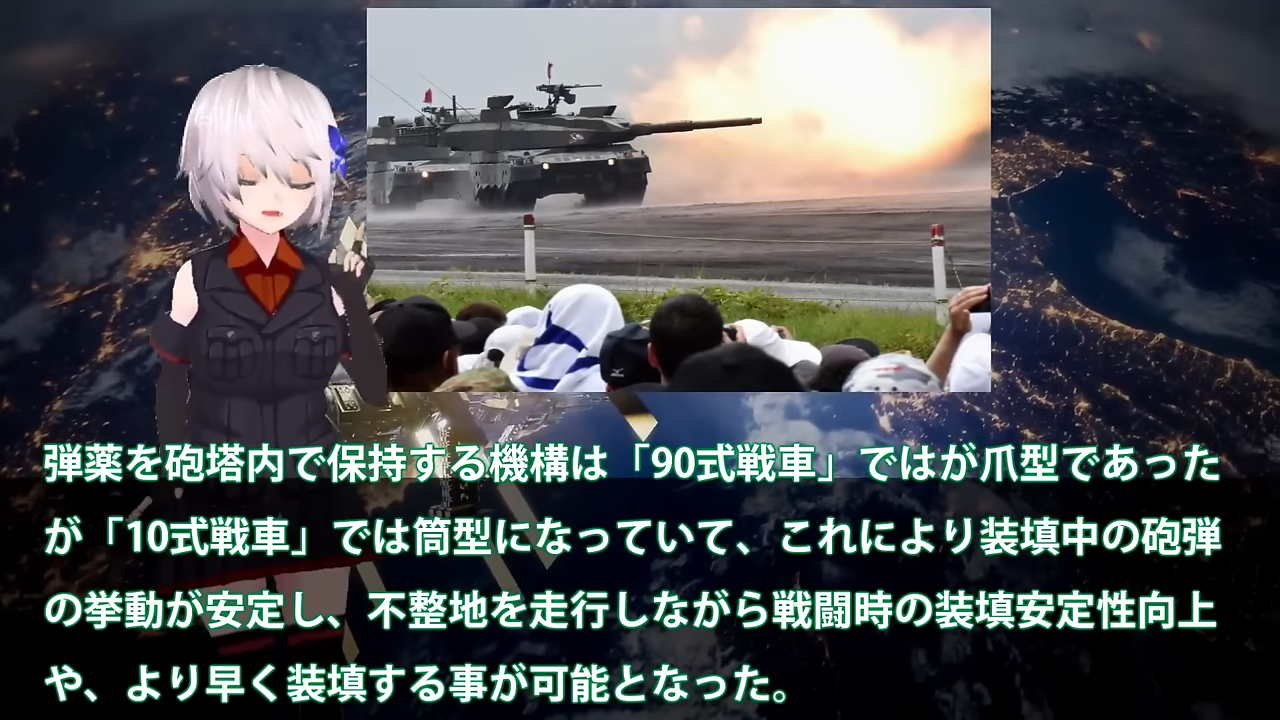 弾薬を砲塔内で保持する機構は「90式戦車」ではが爪型であった
が「10式戦車」では筒型になっていて、これにより装填中の砲弾
の挙動が安定し、不整地を走行しながら戦闘時の装填安定性向上
や、より早く装填する事が可能となった。